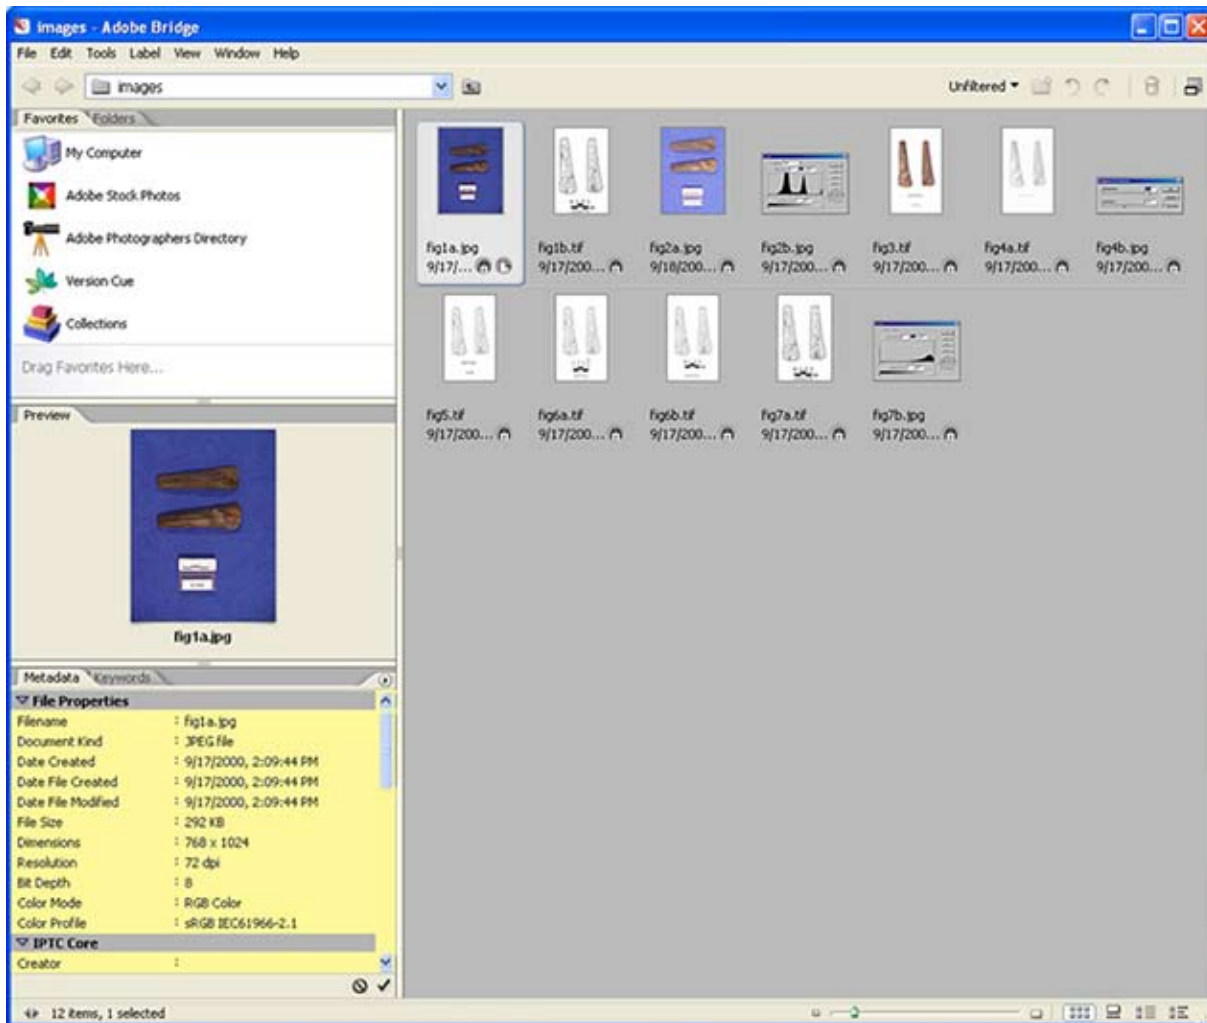 images - Adobe Bridge
File Edit Tools Label View Window Help
images
Unfiltered
Favorites Folders
My Computer
Adobe Stock Photos
Adobe Photographers Directory
Version Cue
Collections
Drag Favorites Here...
Preview
fig1a.jpg
Metadata Keywords
File Properties
Filename : fig1a.jpg
Document Kind : JPEG file
Date Created : 9/17/2000, 2:09:44 PM
Date File Created : 9/17/2000, 2:09:44 PM
Date File Modified : 9/17/2000, 2:09:44 PM
File Size : 292 KB
Dimensions : 768 x 1024
Resolution : 72 dpi
Bit Depth : 8
Color Mode : RGB Color
Color Profile : sRGB IEC61966-2.1
IPTC Core
Creator :
12 items, 1 selected
fig1a.jpg fig1b.tif fig2a.jpg fig2b.jpg fig3.tif fig4a.tif fig4b.jpg
9/17/... 9/17/200... 9/18/200... 9/17/200... 9/17/200... 9/17/200... 9/17/200...
fig5.tif fig6a.tif fig6b.tif fig7a.tif fig7b.jpg
9/17/200... 9/17/200... 9/17/200... 9/17/200... 9/17/200...